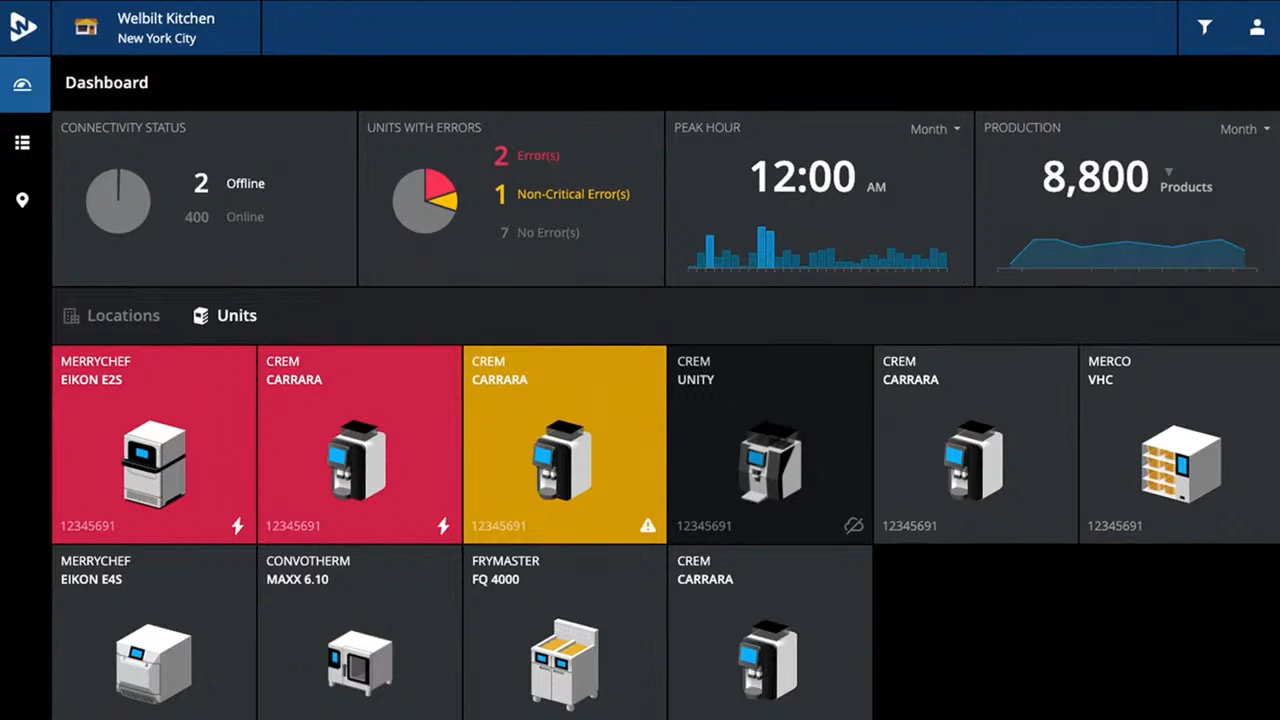 Welbilt Kitchen
New York City
Dashboard
CONNECTIVITY STATUS
2 Offline
400 Online
UNITS WITH ERRORS
2 Error(s)
1 Non-Critical Error(s)
7 No Error(s)
PEAK HOUR
Month
12:00 AM
PRODUCTION
Month
8,800 Products
Locations
Units
MERRYCHEF
EIKON E2S
12345691
CREM
CARRARA
12345691
CREM
CARRARA
12345691
CREM
UNITY
12345691
CREM
CARRARA
12345691
MERCO
VHC
12345691
MERRYCHEF
EIKON E4S
CONVOTHERM
MAXX 6.10
FRYMASTER
FQ 4000
CREM
CARRARA